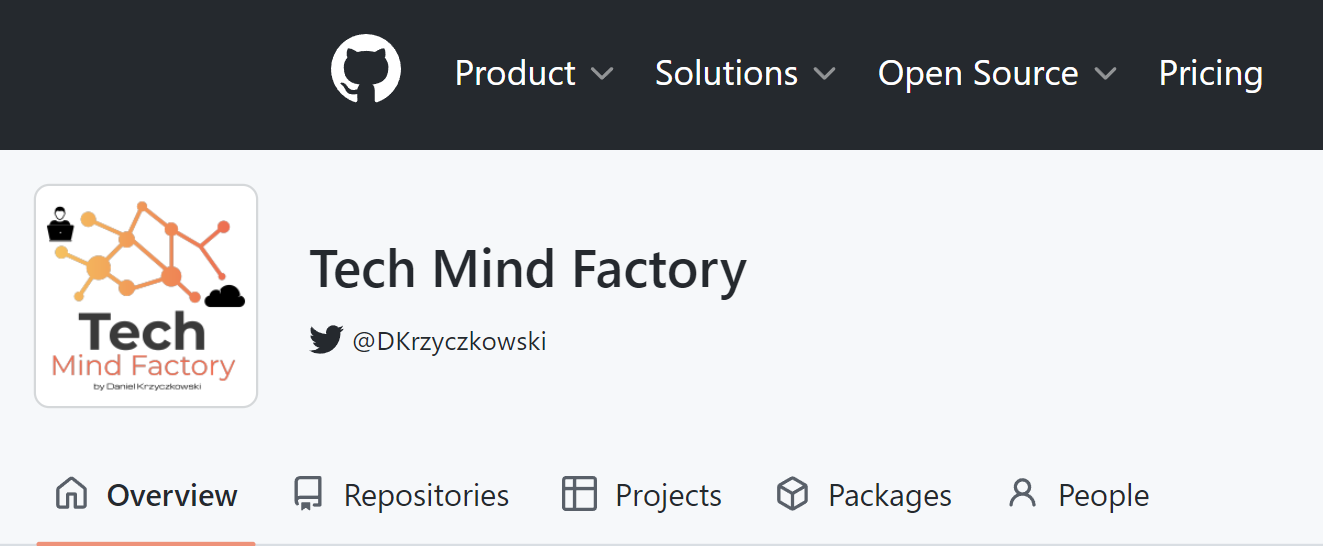 Product Solutions Open Source Pricing
Tech
Mind Factory
by Daniel Krzyczkowski
Tech Mind Factory
@DKrzyczkowski
Overview Repositories Projects Packages People